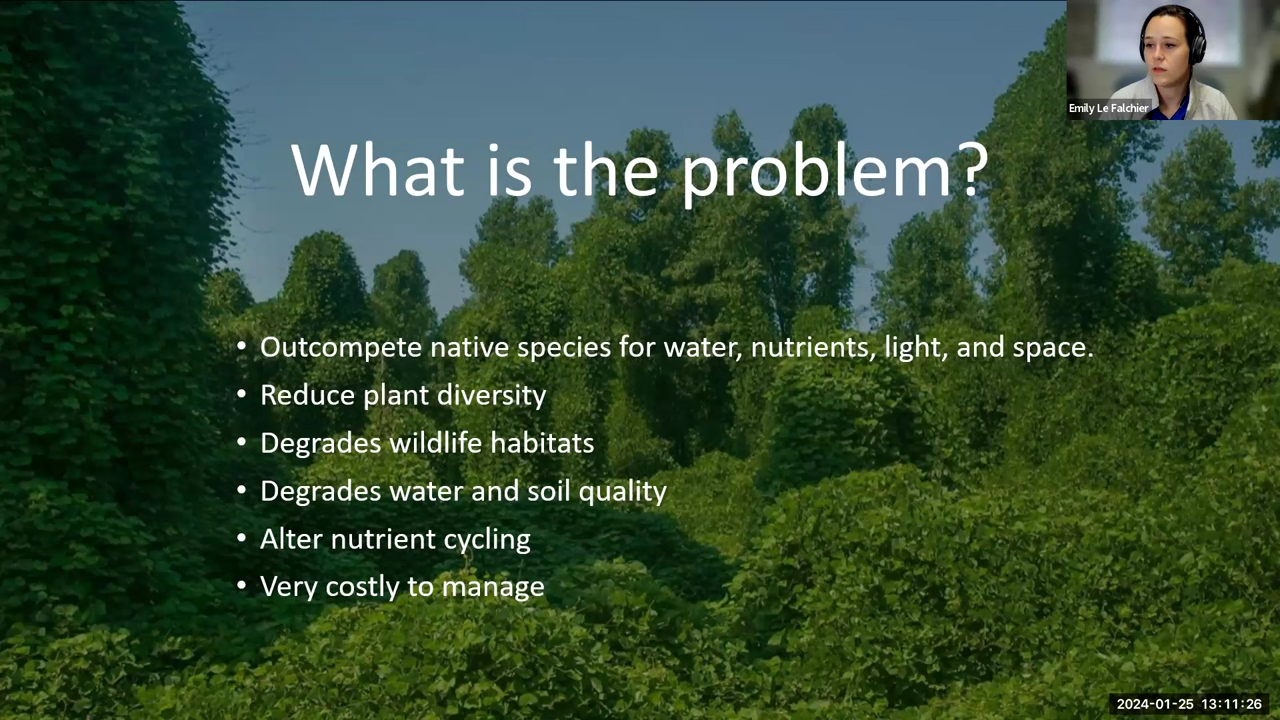 Emily Le Falchier
What is the problem?
• Outcompete native species for water, nutrients, light, and space.
• Reduce plant diversity
• Degrades wildlife habitats
• Degrades water and soil quality
• Alter nutrient cycling
• Very costly to manage
2024-01-25 13:11:26